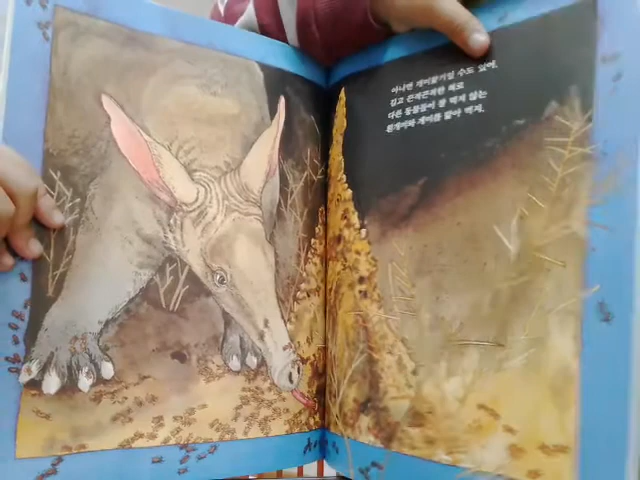 아니면 개미핥기일 수도 있어.
길고 끈적끈적한 혀로
다른 동물들이 잘 먹지 않는
흰개미와 개미를 핥아 먹지.